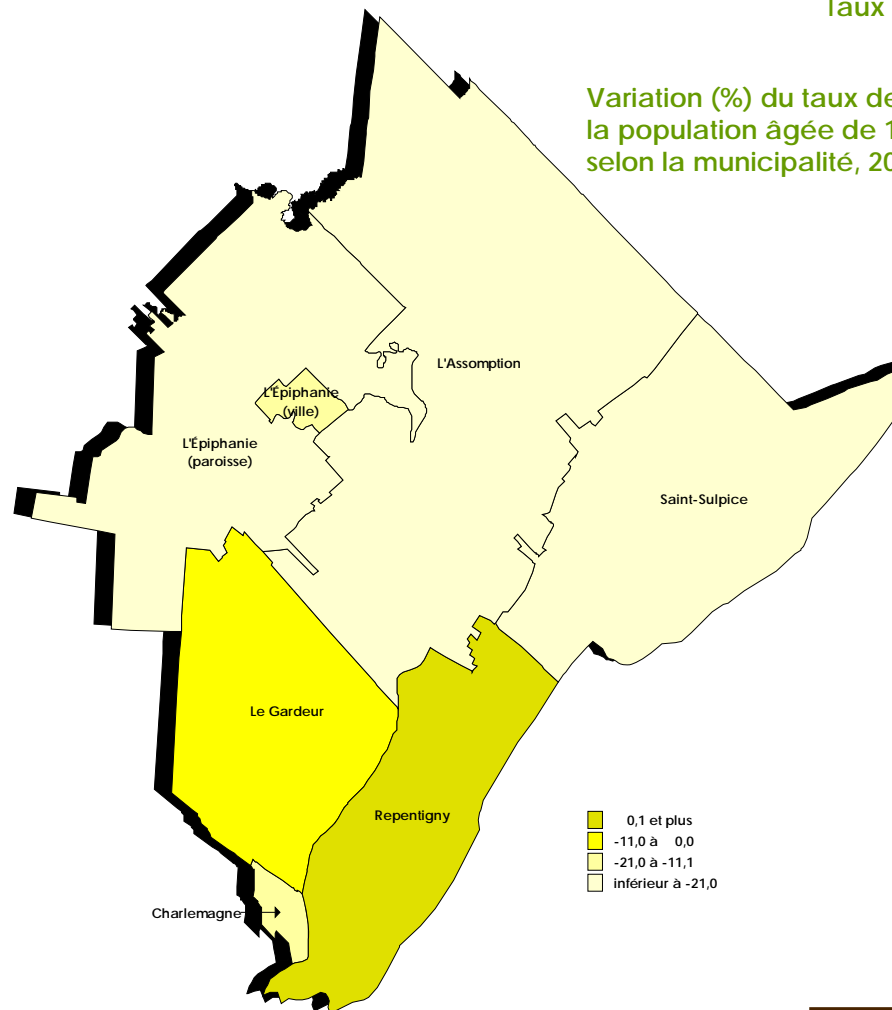 Taux
Variation (%) du taux de
la population âgée de 1
selon la municipalité, 20
L'Assomption
L'Épiphanie
(ville)
L'Épiphanie
(paroisse)
Saint-Sulpice
Le Gardeur
Repentigny
Charlemagne
0,1 et plus
-11,0 à 0,0
-21,0 à -11,1
inférieur à -21,0